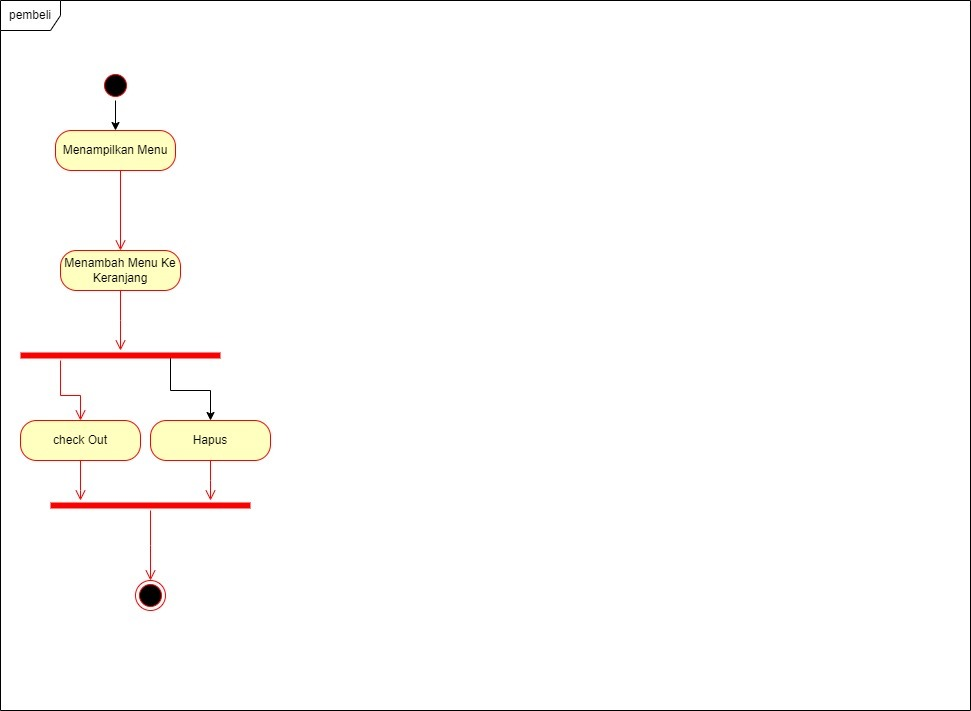 pembeli
Menampilkan Menu
Menambah Menu Ke
Keranjang
check Out
Hapus